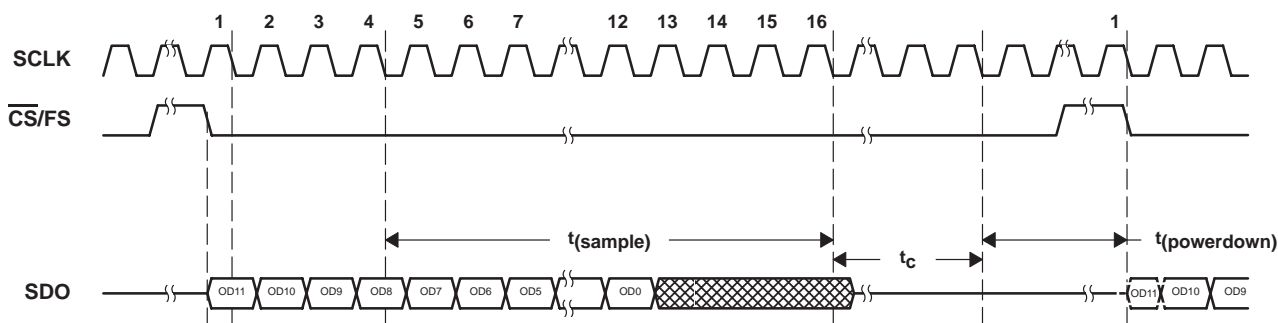 1 2 3 4 5 6 7 12 13 14 15 16 1
SCLK
CS/FS
t(sample)
t(powerdown)
tc
SDO
OD11 OD10 OD9 OD8 OD7 OD6 OD5 OD0 OD11 OD10 OD9